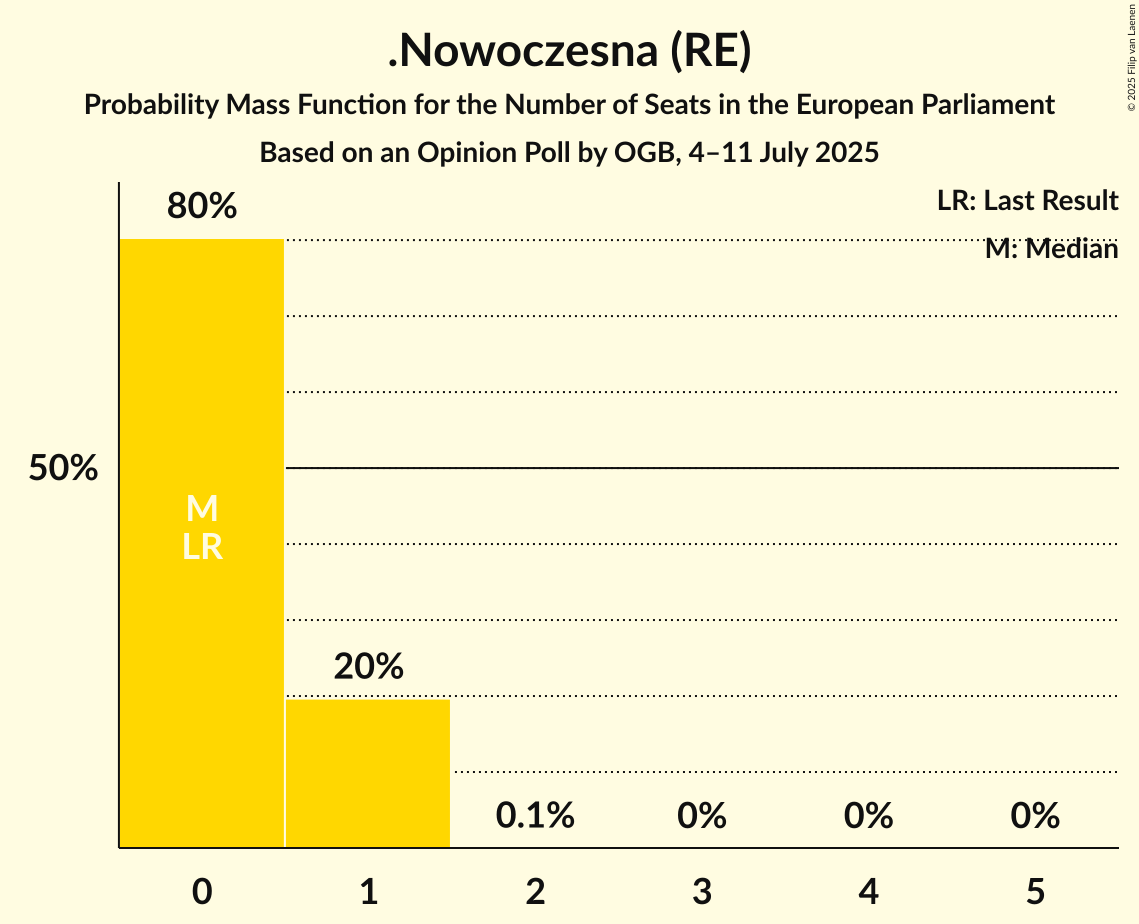 .Nowoczesna (RE)
Probability Mass Function for the Number of Seats in the European Parliament
Based on an Opinion Poll by OGB, 4–11 July 2025
© 2025 Filip van Laenen
LR: Last Result
M: Median
80%
50%
M
LR
20%
0.1%
0%
0%
0%
0
1
2
3
4
5